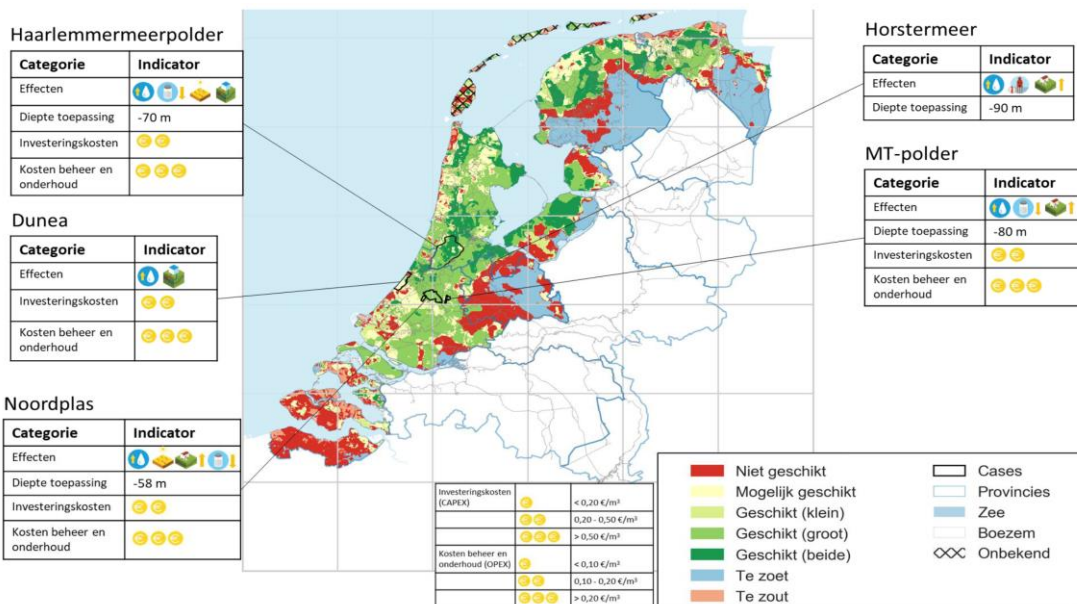 Haarlemmermeerpolder
Categorie Indicator
Effecten
Diepte toepassing -70 m
Investeringskosten
Kosten beheer en
onderhoud
Dunea
Categorie Indicator
Effecten
Investeringskosten
Kosten beheer en
onderhoud
Noordplas
Categorie Indicator
Effecten
Diepte toepassing -58 m
Investeringskosten
Kosten beheer en
onderhoud
Horstermeer
Categorie Indicator
Effecten
Diepte toepassing -90 m
MT-polder
Categorie Indicator
Effecten
Diepte toepassing -80 m
Investeringskosten
Kosten beheer en
onderhoud
Investeringskosten
(CAPEX) < 0,20 €/m³
0,20 - 0,50 €/m³
> 0,50 €/m³
Kosten beheer en
onderhoud (OPEX) < 0,10 €/m³
0,10 - 0,20 €/m³
> 0,20 €/m³
Niet geschikt
Mogelijk geschikt
Geschikt (klein)
Geschikt (groot)
Geschikt (beide)
Te zoet
Te zout
Cases
Provincies
Zee
Boezem
Onbekend